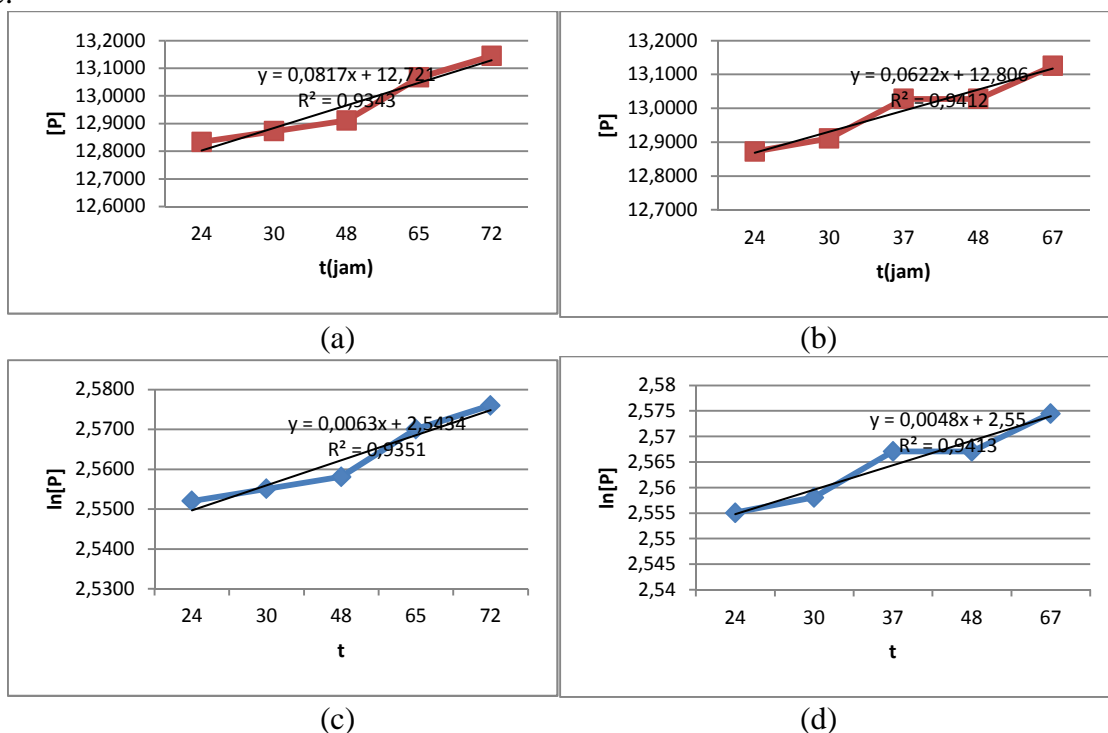 13,2000
13,1000
13,0000
12,9000
12,8000
12,7000
12,6000
[P]
y = 0,0817x + 12,721
R² = 0,9343
24 30 48 65 72
t(jam)
(a)
13,2000
13,1000
13,0000
12,9000
12,8000
12,7000
[P]
y = 0,0622x + 12,806
R² = 0,9412
24 30 37 48 67
t(jam)
(b)
2,5800
2,5700
2,5600
2,5500
2,5400
2,5300
ln[P]
y = 0,0063x + 2,5434
R² = 0,9351
24 30 48 65 72
t
(c)
2,58
2,575
2,57
2,565
2,56
2,555
2,55
2,545
2,54
ln[P]
y = 0,0048x + 2,55
R² = 0,9413
24 30 37 48 67
t
(d)